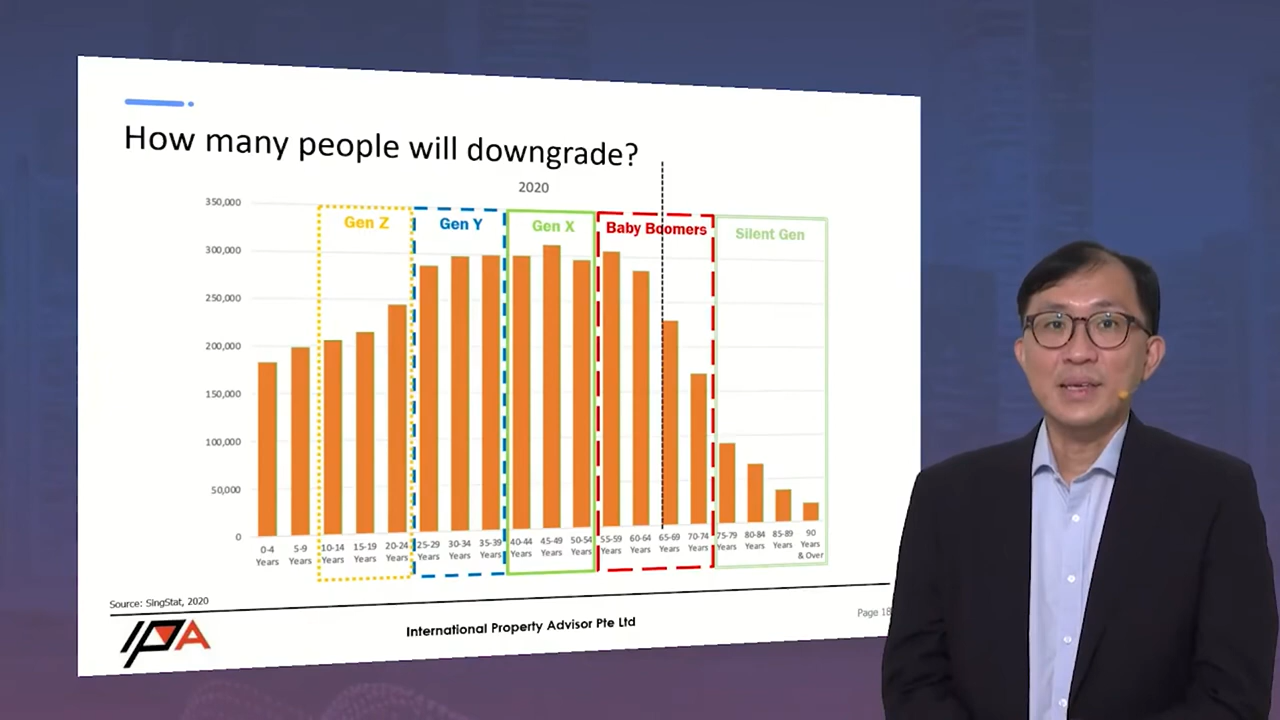 How many people will downgrade?
2020
350,000
300,000
250,000
200,000
150,000
100,000
50,000
0
Gen Z
Gen Y
Gen X
Baby Boomers
Silent Gen
0-4 Years
5-9 Years
10-14 Years
15-19 Years
20-24 Years
25-29 Years
30-34 Years
35-39 Years
40-44 Years
45-49 Years
50-54 Years
55-59 Years
60-64 Years
65-69 Years
70-74 Years
75-79 Years
80-84 Years
85-89 Years
90 Years & Over
Source: SingStat, 2020
IPA
International Property Advisor Pte Ltd
Page 18